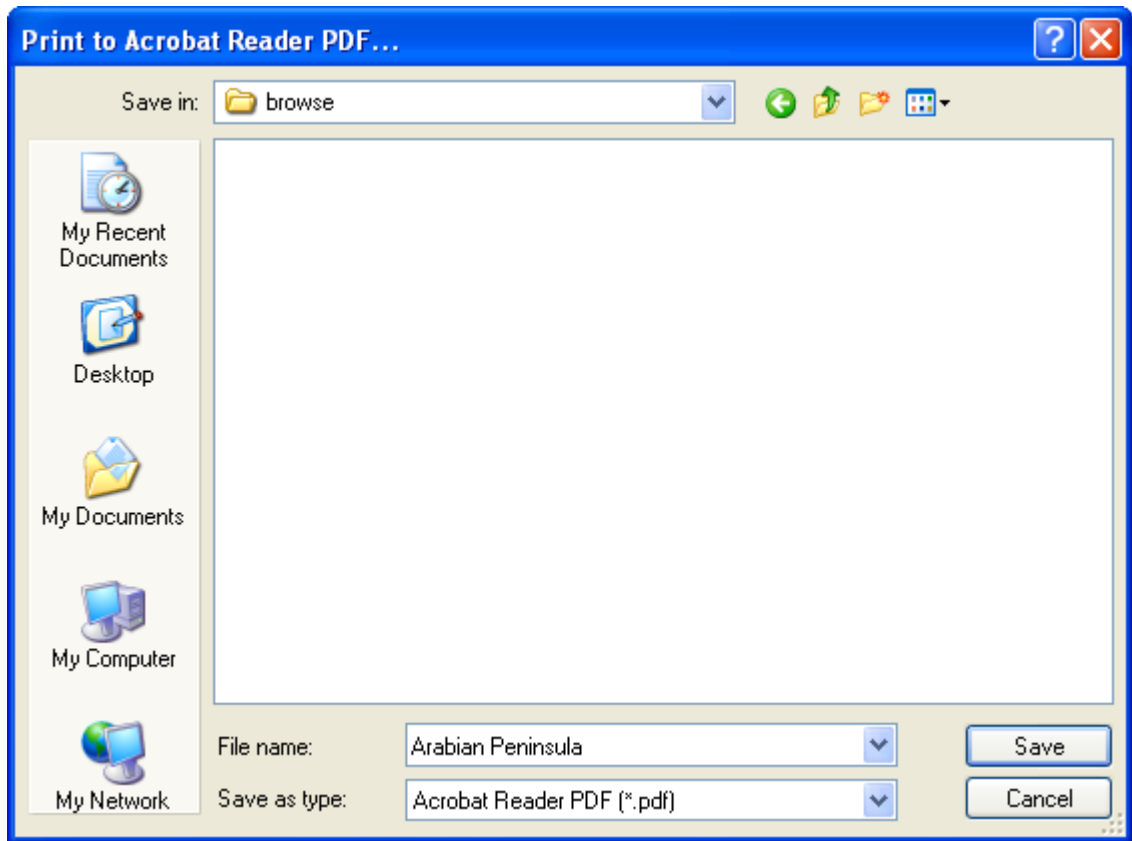 Print to Acrobat Reader PDF...
Save in:
browse
My Recent
Documents
Desktop
My Documents
My Computer
My Network
File name:
Arabian Peninsula
Save
Save as type:
Acrobat Reader PDF (*.pdf)
Cancel